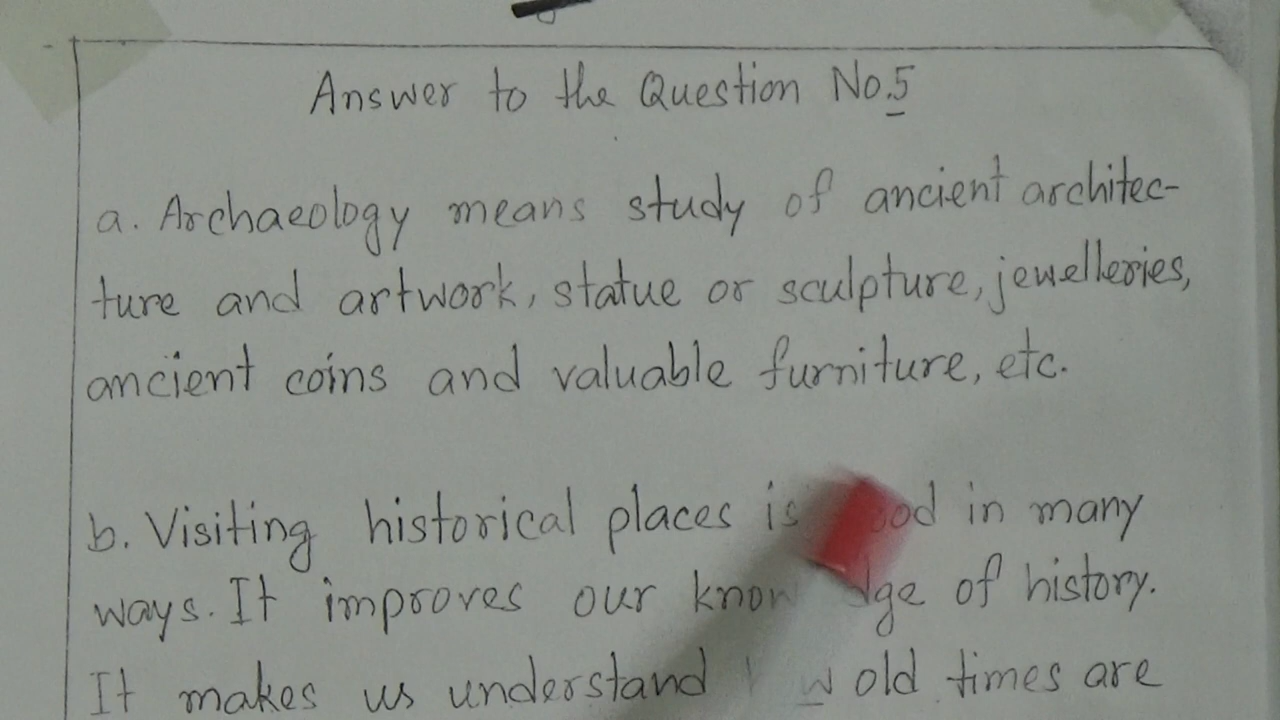 Answer to the Question No.5
a. Archaeology means study of ancient architec-
ture and artwork, statue or sculpture, jewelleries,
ancient coins and valuable furniture, etc.
b. Visiting historical places is in many
ways. It improves our of history.
It makes us understand old times are